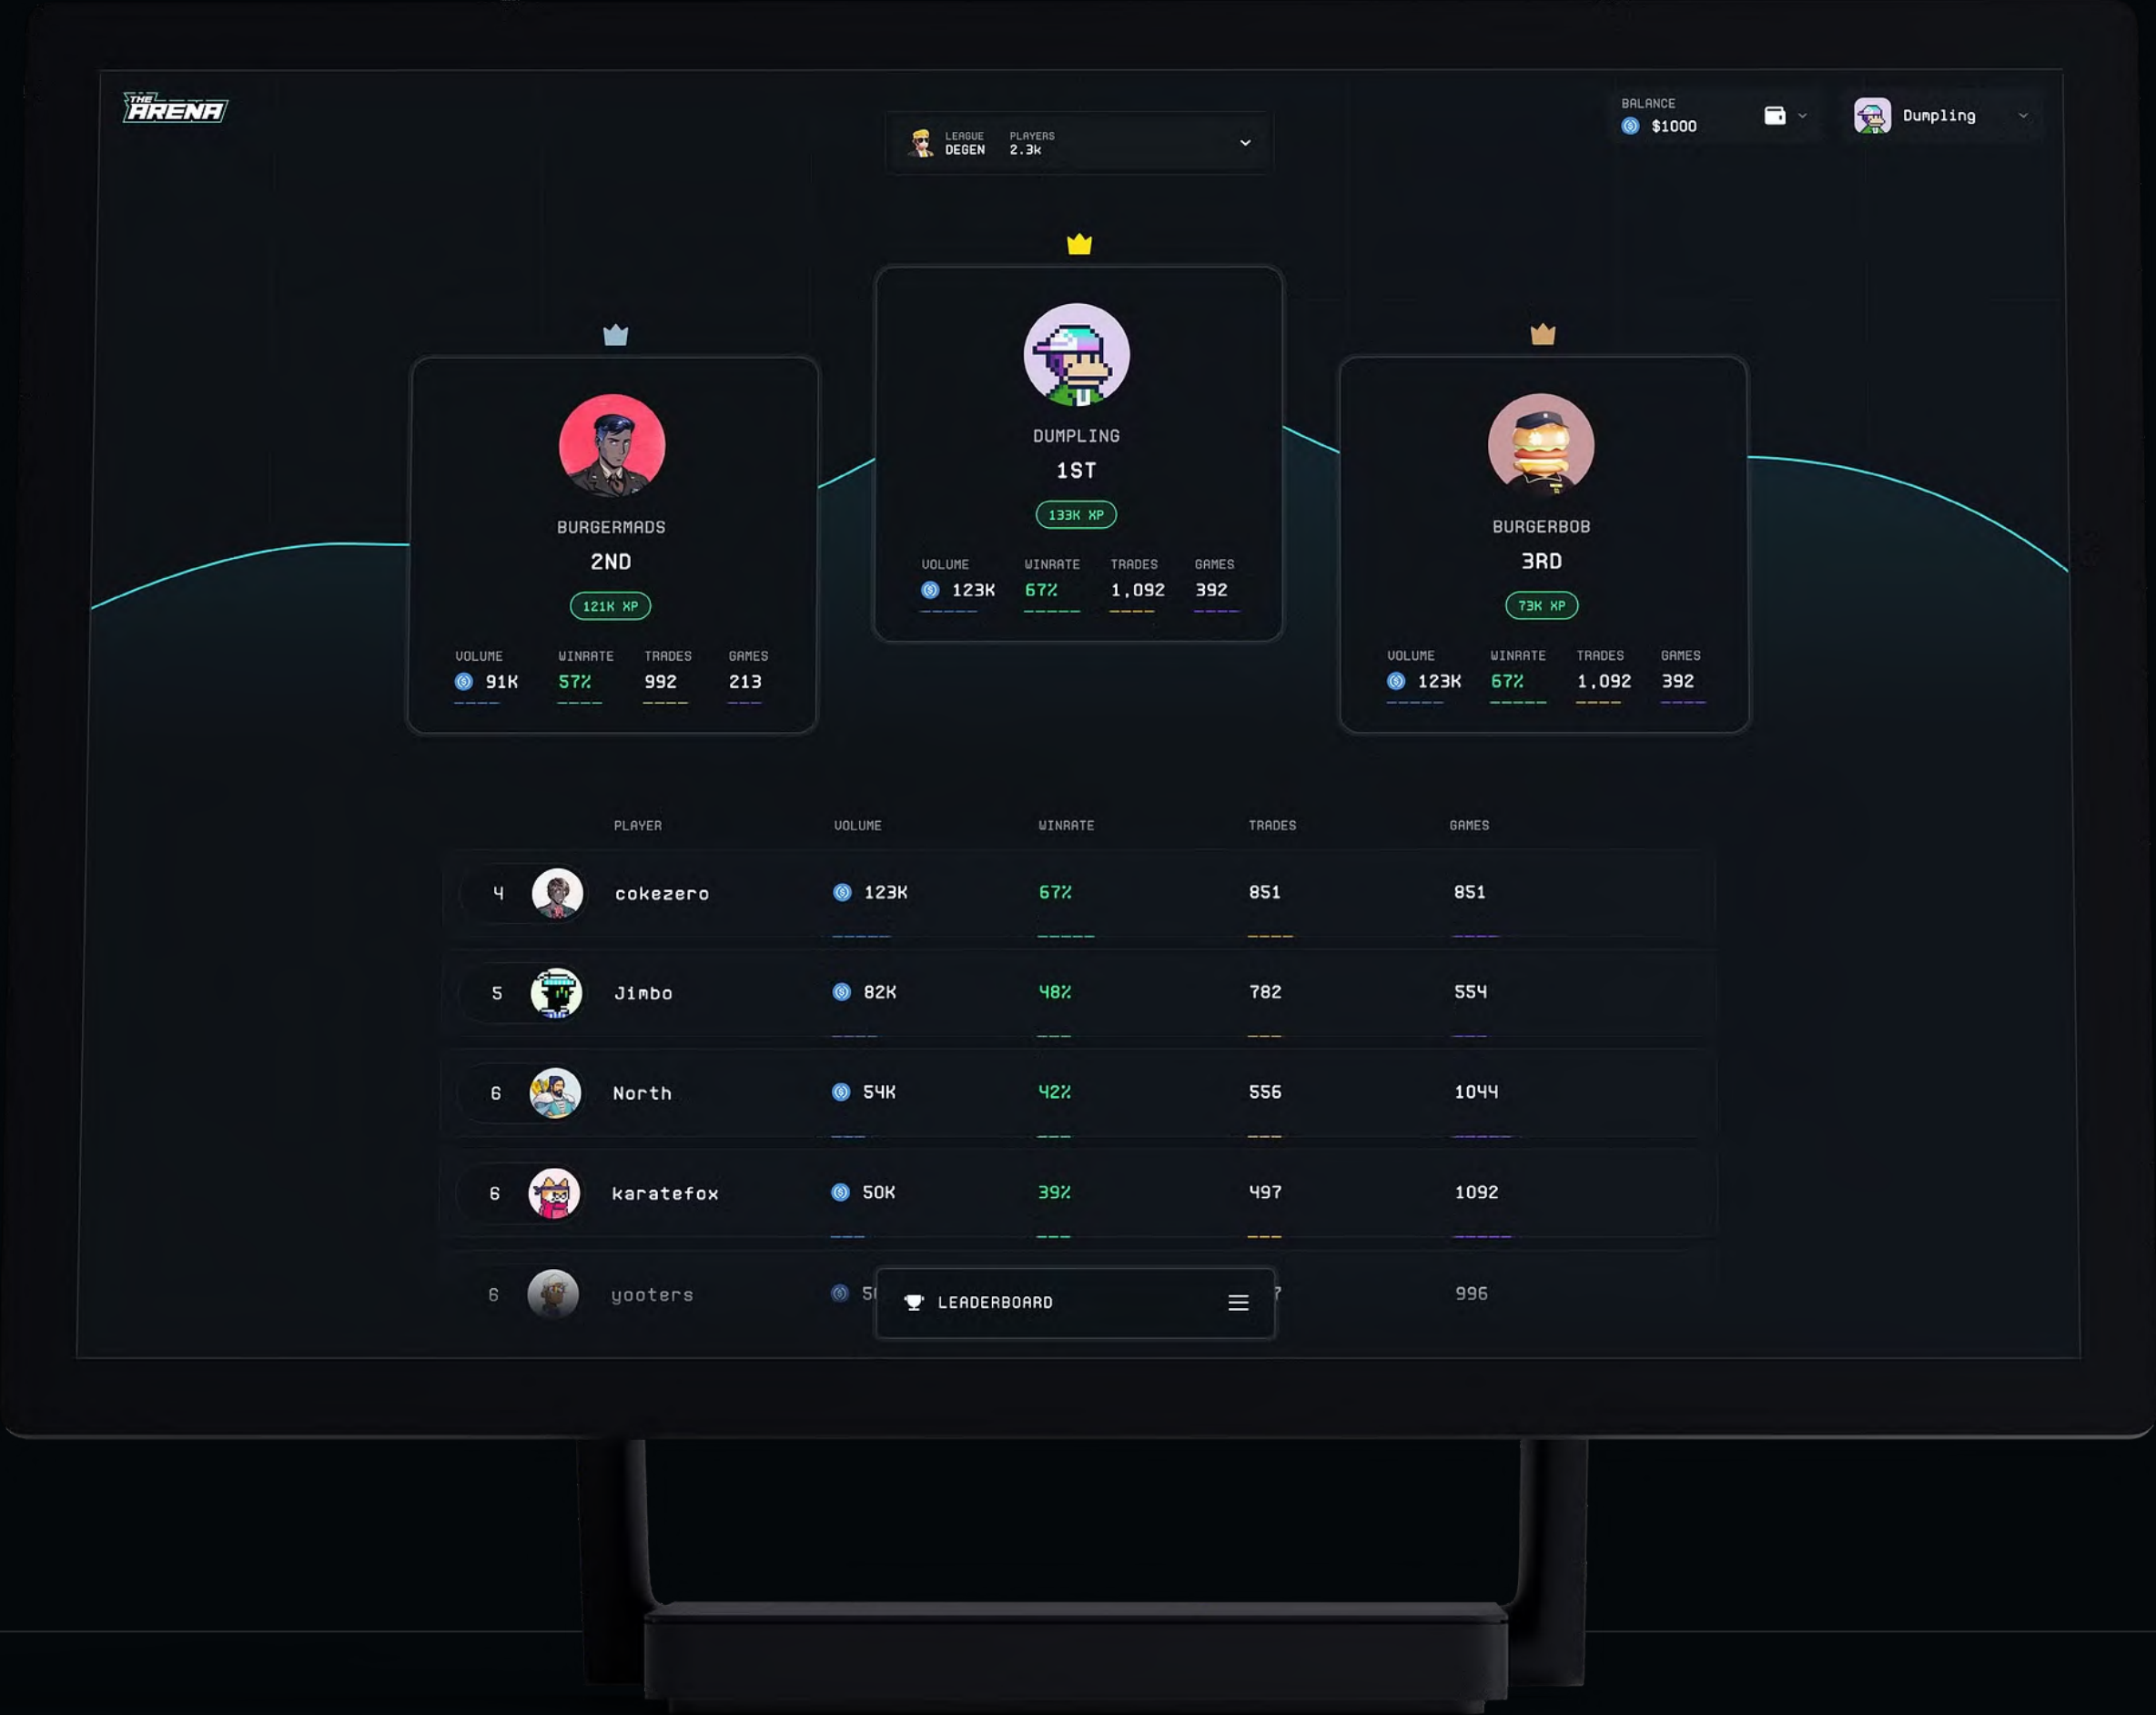 THE
ARENA
LEAGUE PLAYERS
DEGEN 2.3k
BALANCE
$1000
Dumpling
DUMPLING
1ST
133K XP
VOLUME WINRATE TRADES GAMES
123K 67% 1,092 392
BURGERMADS
2ND
121K XP
VOLUME WINRATE TRADES GAMES
91K 57% 992 213
BURGERBOB
3RD
73K XP
VOLUME WINRATE TRADES GAMES
123K 67% 1,092 392
PLAYER VOLUME WINRATE TRADES GAMES
4 cokezero 123K 67% 851 851
5 Jimbo 82K 48% 782 554
6 North 54K 42% 556 1044
6 karatefox 50K 39% 497 1092
6 yooters 996
LEADERBOARD